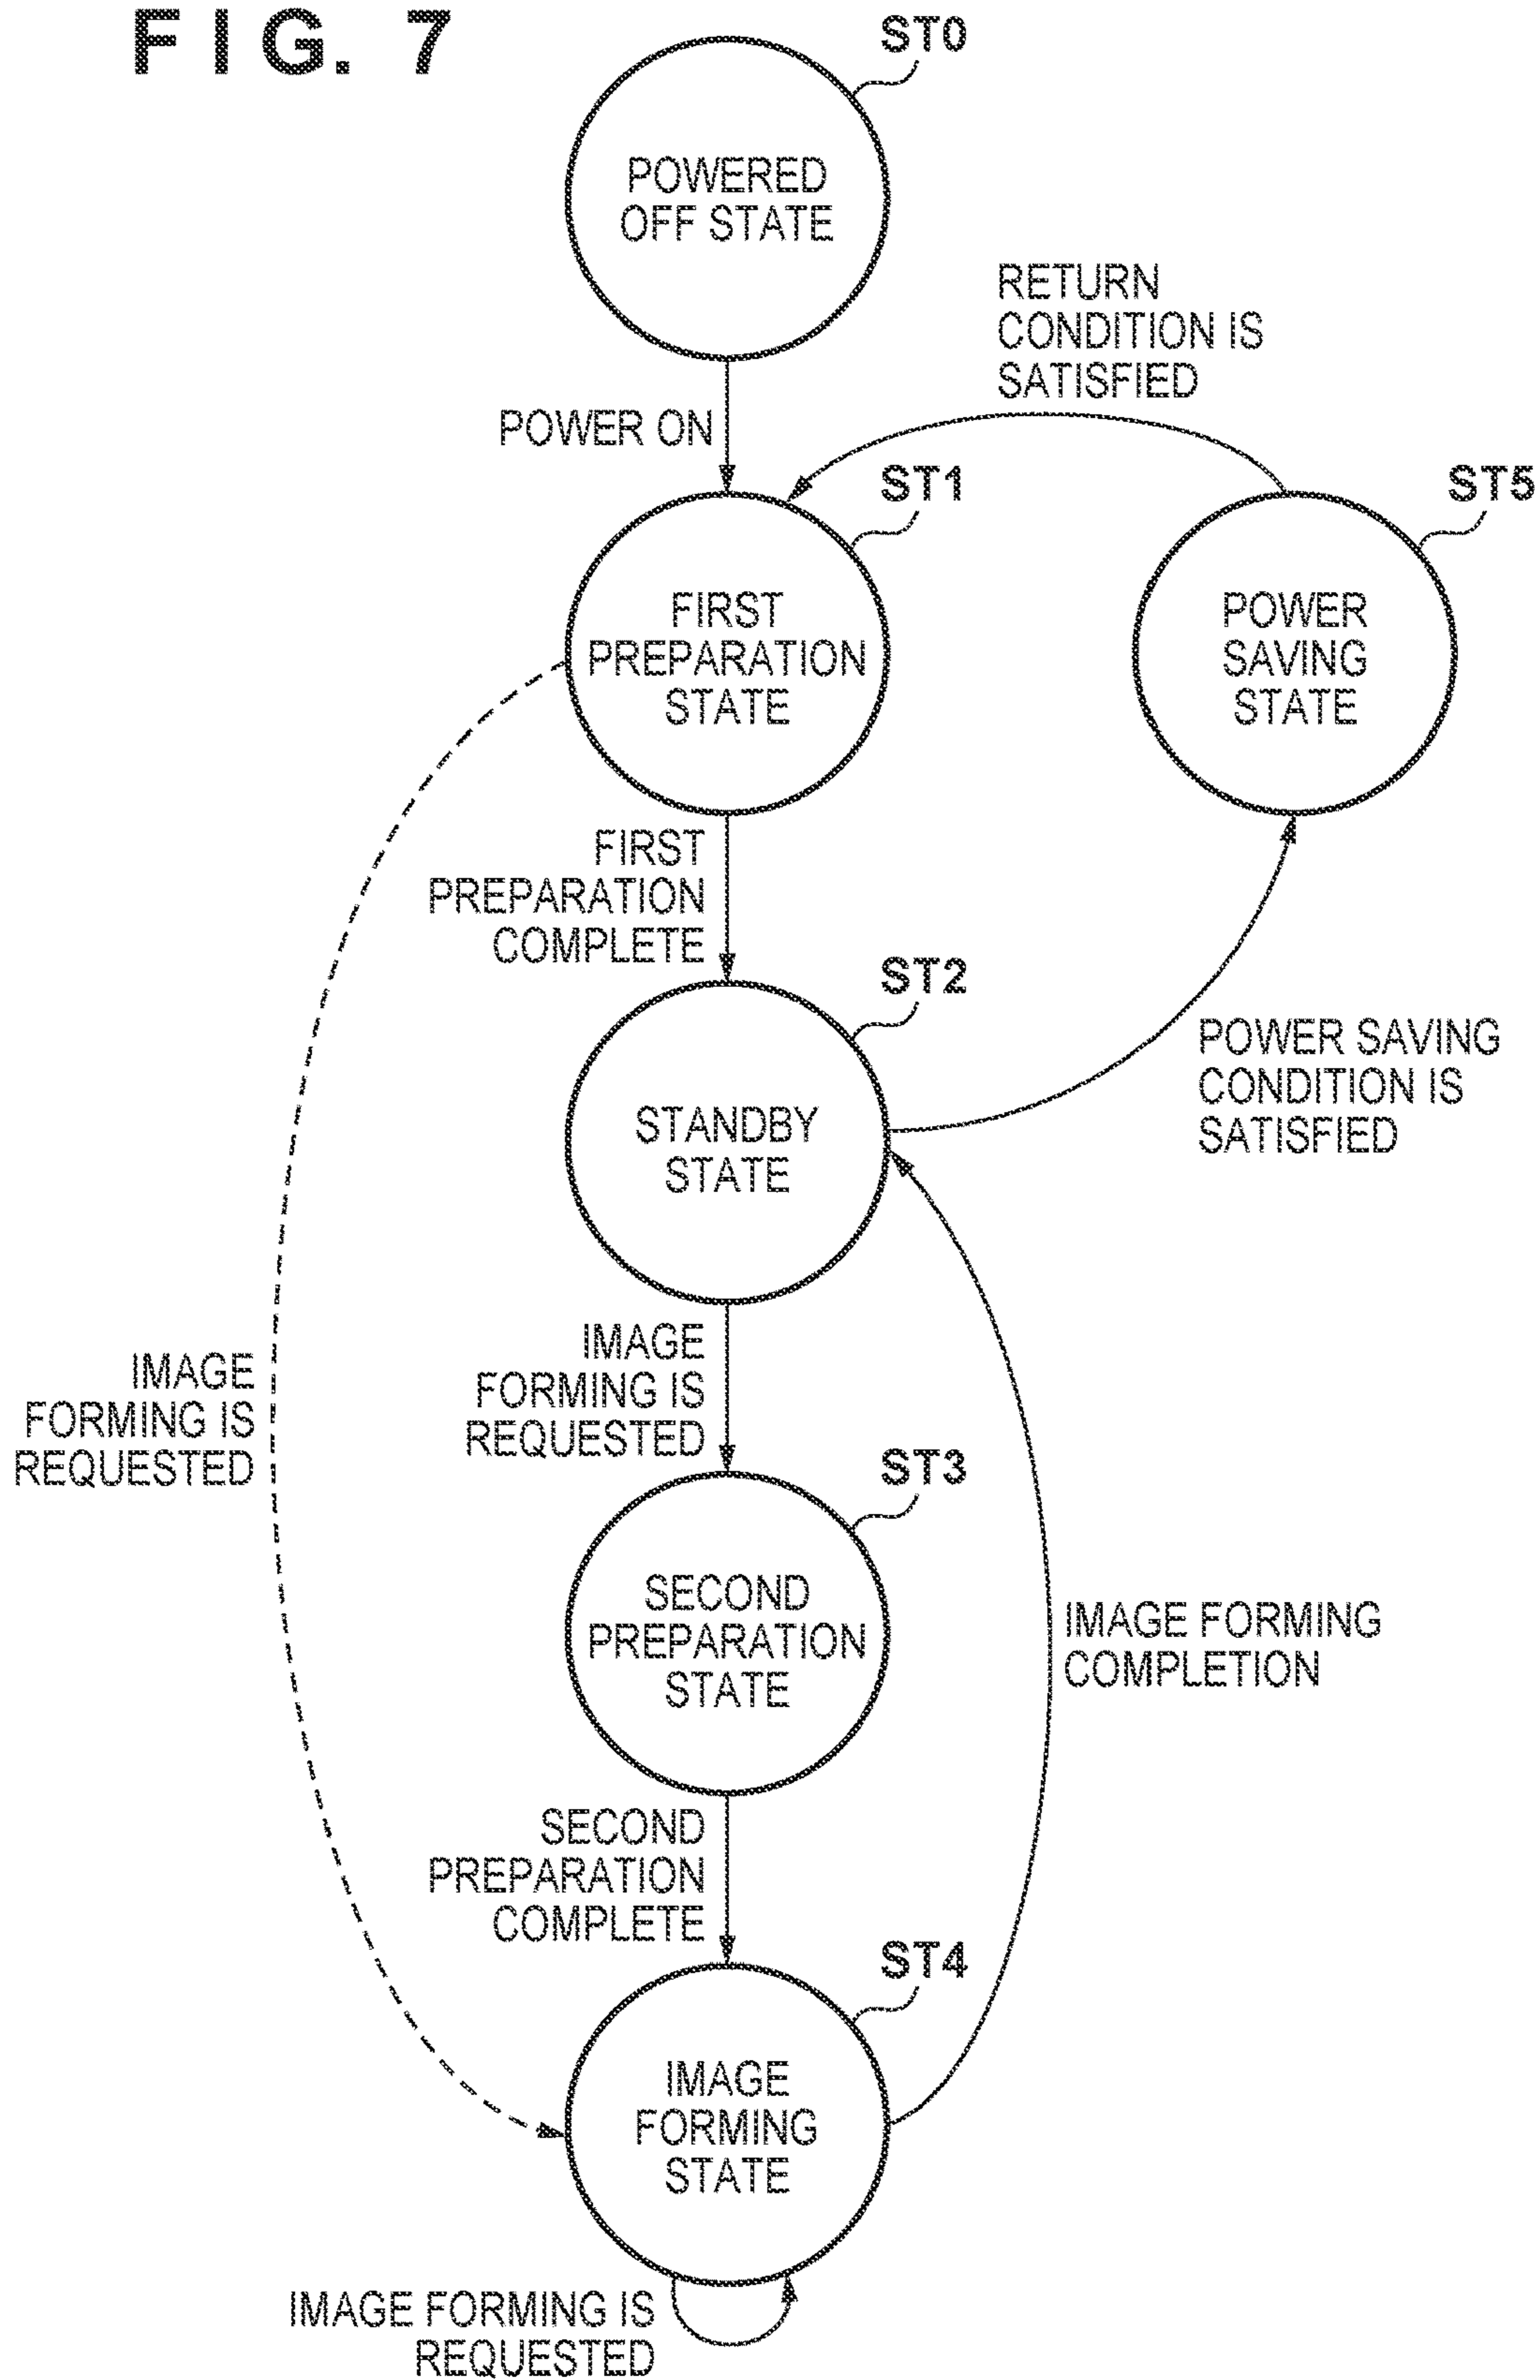 FIG. 7
ST0
POWERED
OFF STATE
RETURN
CONDITION IS
SATISFIED
POWER ON
ST1
ST5
FIRST
PREPARATION
STATE
POWER
SAVING
STATE
FIRST
PREPARATION
COMPLETE
ST2
POWER SAVING
CONDITION IS
SATISFIED
STANDBY
STATE
IMAGE
FORMING IS
REQUESTED
IMAGE
FORMING IS
REQUESTED
ST3
SECOND
PREPARATION
STATE
IMAGE FORMING
COMPLETION
SECOND
PREPARATION
COMPLETE
ST4
IMAGE
FORMING
STATE
IMAGE FORMING IS
REQUESTED